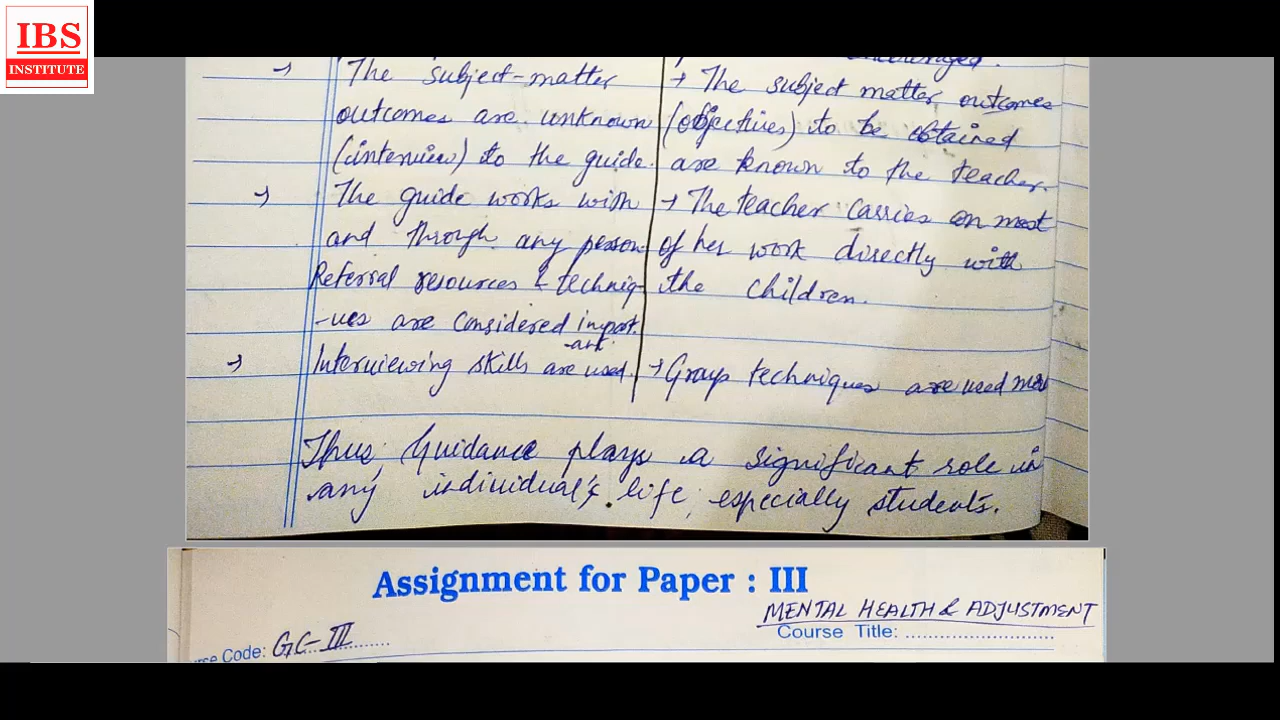 IBS
INSTITUTE
→ The subject-matter
outcomes are unknown
(interview) to the guide.
→ The guide works with
and through any person
Referral resources & techniq-
-ues are considered import
-ant.
→ Interviewing skills are used.
encouraged.
→ The subject matter outcomes
(objectives) to be obtained
are known to the teacher.
→ The teacher carries on most
of her work directly with
the children.
→ Group techniques are used more
Thus, Guidance plays a significant role in
any individual's life, especially students.
Assignment for Paper : III
MENTAL HEALTH & ADJUSTMENT
rse Code: GC-III
Course Title: